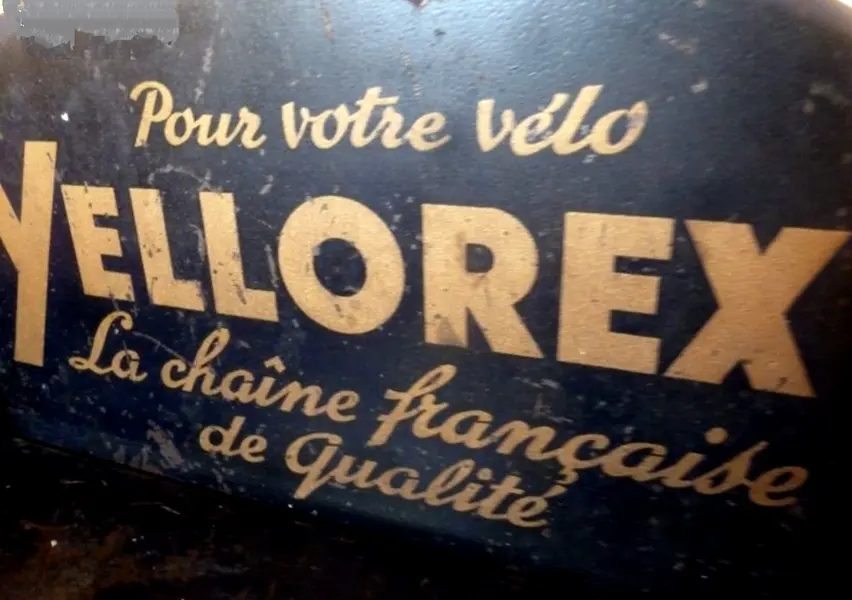 Pour votre vélo
YELLOREX
La chaîne française
de qualité